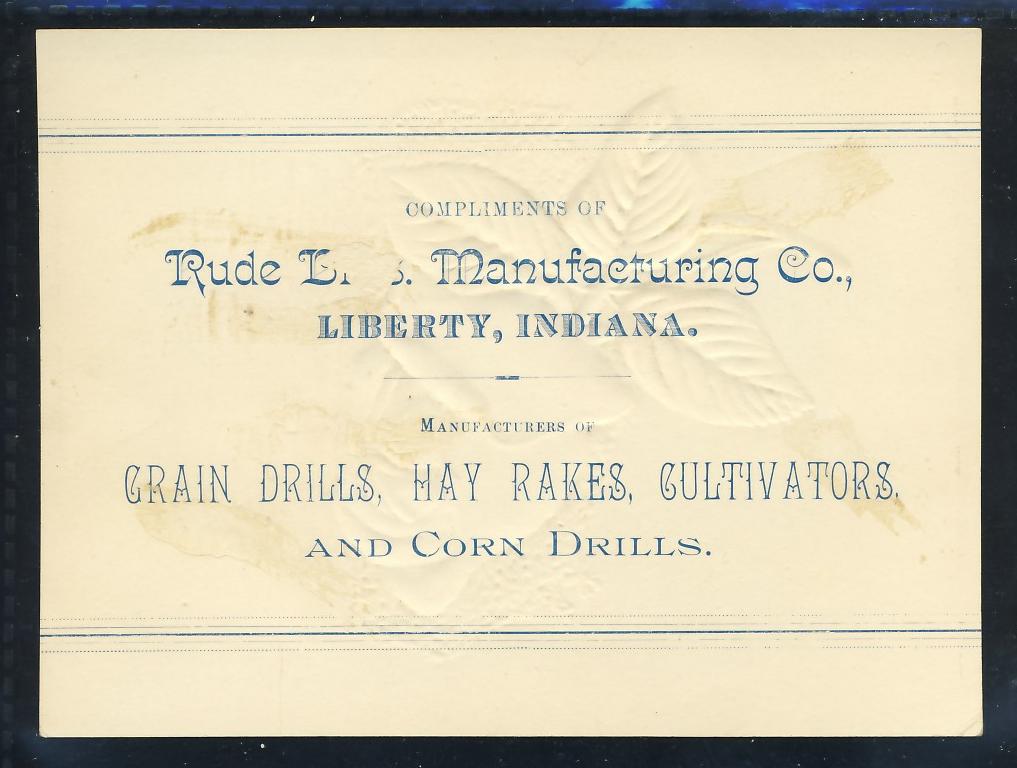 COMPLIMENTS OF
Rude Manufacturing Co.,
LIBERTY, INDIANA.
MANUFACTURERS OF
GRAIN DRILLS, HAY RAKES, CULTIVATORS,
AND CORN DRILLS.